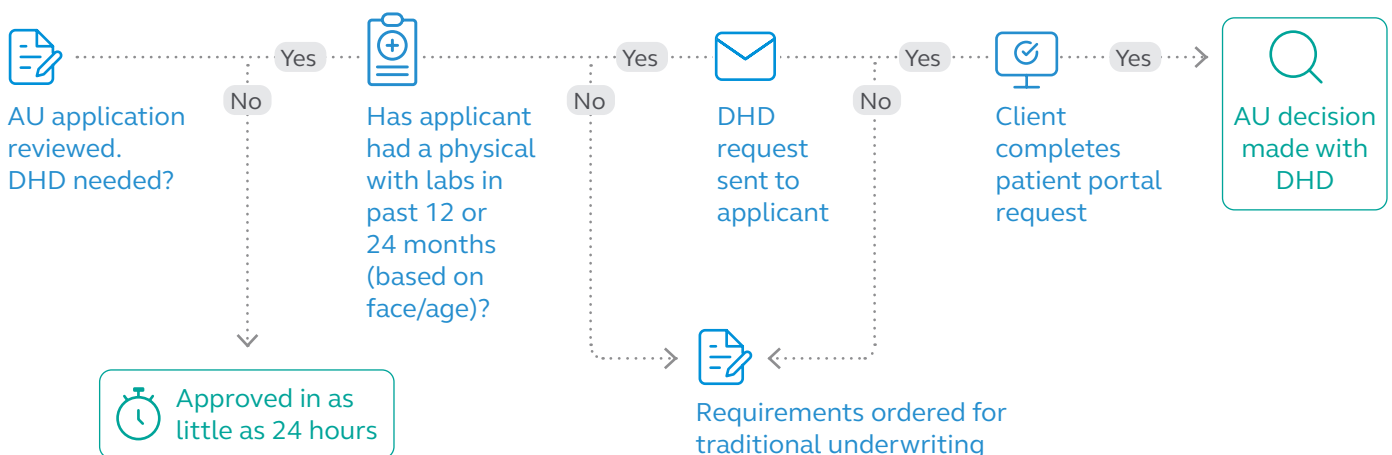 AU application
reviewed.
DHD needed?
Yes
No
Has applicant
had a physical
with labs in
past 12 or
24 months
(based on
face/age)?
Yes
No
DHD
request
sent to
applicant
Yes
No
Client
completes
patient portal
request
Yes
AU decision
made with
DHD
Approved in as
little as 24 hours
Requirements ordered for
traditional underwriting